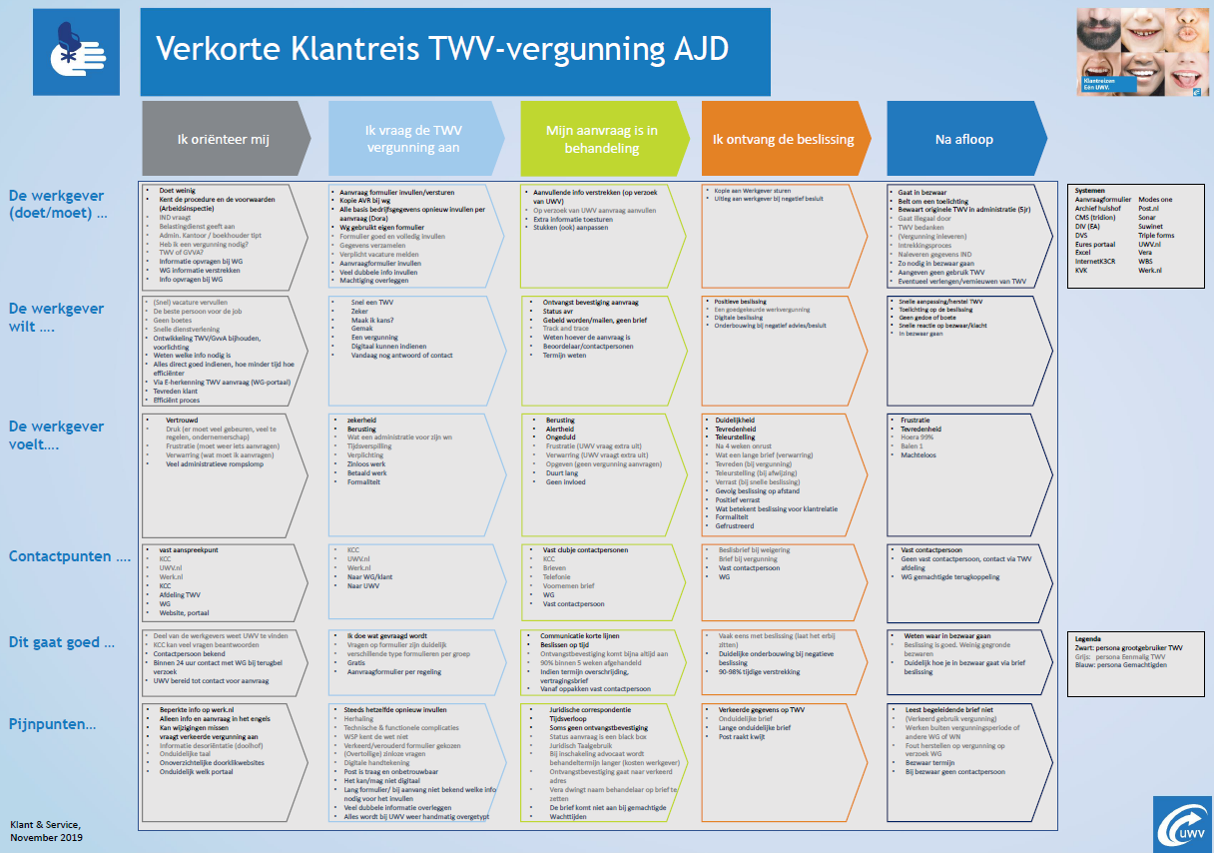 Verkorte Klantreis TWV-vergunning AJD
Klantreizen
Eén UWV.
Ik oriënteer mij
Ik vraag de TWV
vergunning aan
Mijn aanvraag is in
behandeling
Ik ontvang de beslissing
Na afloop
De werkgever
(doet/moet) ...
• Doet weinig
• Kent de procedure en de voorwaarden
(Arbeidsinspectie)
• IND vraagt
• Belastingdienst geeft aan
• Admin. Kantoor / boekhouder tipt
• Heb ik een vergunning nodig?
• TWV of GVVA?
• Informatie opvragen bij WG
• WG informatie verstrekken
• Info opvragen bij WG
• Aanvraag formulier invullen/versturen
• Kopie AVR bij wg
• Alle basis bedrijfsgegevens opnieuw invullen per
aanvraag (Dora)
• Wg gebruikt eigen formulier
• Formulier goed en volledig invullen
• Gegevens verzamelen
• Verplicht vacature melden
• Aanvraagformulier invullen
• Veel dubbele info invullen
• Machtiging overleggen
• Aanvullende info verstrekken (op verzoek
van UWV)
• Op verzoek van UWV aanvraag aanvullen
• Extra informatie toesturen
• Stukken (ook) aanpassen
• Kopie aan Werkgever sturen
• Uitleg aan werkgever bij negatief besluit
• Gaat in bezwaar
• Belt om een toelichting
• Bewaart originele TWV in administratie (5jr)
• Gaat illegaal door
• TWV bedanken
• (Vergunning inleveren)
• Intrekkingsproces
• Naleveren gegevens IND
• Zo nodig in bezwaar gaan
• Aangeven geen gebruik TWV
• Eventueel verlengen/vernieuwen van TWV
Systemen
Aanvraagformulier Modes one
Archief hulshof Post.nl
CMS (tridion) Sonar
DIV (EA) Suwinet
DVS Triple forms
Eures portaal UWV.nl
Excel Vera
InternetK3CR WBS
KVK Werk.nl
De werkgever
wilt ....
• (Snel) vacature vervullen
• De beste persoon voor de job
• Geen boetes
• Snelle dienstverlening
• Ontwikkeling TWV/GvvA bijhouden,
voorlichting
• Weten welke info nodig is
• Alles direct goed indienen, hoe minder tijd hoe
efficiënter
• Via E-herkenning TWV aanvraag (WG-portaal)
• Tevreden klant
• Efficiënt proces
• Snel een TWV
• Zeker
• Maak ik kans?
• Gemak
• Een vergunning
• Digitaal kunnen indienen
• Vandaag nog antwoord of contact
• Ontvangst bevestiging aanvraag
• Status avr
• Gebeld worden/mailen, geen brief
• Track and trace
• Weten hoever de aanvraag is
• Beoordelaar/contactpersonen
• Termijn weten
• Positieve beslissing
• Een goedgekeurde werkvergunning
• Digitale beslissing
• Onderbouwing bij negatief advies/besluit
• Snelle aanpassing/herstel TWV
• Toelichting op de beslissing
• Geen gedoe of boete
• Snelle reactie op bezwaar/klacht
• In bezwaar gaan
De werkgever
voelt....
• Vertrouwd
• Druk (er moet veel gebeuren, veel te
regelen, ondernemerschap)
• Frustratie (moet weer iets aanvragen)
• Verwarring (wat moet ik aanvragen)
• Veel administratieve rompslomp
• zekerheid
• Berusting
• Wat een administratie voor zijn wn
• Tijdsverspilling
• Verplichting
• Zinloos werk
• Betaald werk
• Formaliteit
• Berusting
• Alertheid
• Ongeduld
• Frustratie (UWV vraag extra uit)
• Verwarring (UWV vraagt extra uit)
• Opgeven (geen vergunning aanvragen)
• Duurt lang
• Geen invloed
• Duidelijkheid
• Tevredenheid
• Teleurstelling
• Na 4 weken onrust
• Wat een lange brief (verwarring)
• Tevreden (bij vergunning)
• Teleurstelling (bij afwijzing)
• Verrast (bij snelle beslissing)
• Gevolg beslissing op afstand
• Positief verrast
• Wat betekent beslissing voor klantrelatie
• Formaliteit
• Gefrustreerd
• Frustratie
• Tevredenheid
• Hoera 99%
• Balen 1
• Machteloos
Contactpunten ....
• vast aanspreekpunt
• KCC
• UWV.nl
• Werk.nl
• KCC
• Afdeling TWV
• WG
• Website, portaal
• KCC
• UWV.nl
• Werk.nl
• Naar WG/klant
• Naar UWV
• Vast clubje contactpersonen
• KCC
• Brieven
• Telefonie
• Voornemen brief
• WG
• Vast contactpersoon
• Beslisbrief bij weigering
• Brief bij vergunning
• Vast contactpersoon
• WG
• Vast contactpersoon
• Geen vast contactpersoon, contact via TWV
afdeling
• WG gemachtigde terugkoppeling
Dit gaat goed ...
• Deel van de werkgevers weet UWV te vinden
• KCC kan veel vragen beantwoorden
• Contactpersoon bekend
• Binnen 24 uur contact met WG bij terugbel
verzoek
• UWV bereid tot contact voor aanvraag
• Ik doe wat gevraagd wordt
• Vragen op formulier zijn duidelijk
• verschillende type formulieren per groep
• Gratis
• Aanvraagformulier per regeling
• Communicatie korte lijnen
• Beslissen op tijd
• Ontvangstbevestiging komt bijna altijd aan
• 90% binnen 5 weken afgehandeld
• Indien termijn overschrijding,
vertragingsbrief
• Vanaf oppakken vast contactpersoon
• Vaak eens met beslissing (laat het erbij
zitten)
• Duidelijke onderbouwing bij negatieve
beslissing
• 90-98% tijdige verstrekking
• Weten waar in bezwaar gaan
• Beslissing is goed. Weinig gegronde
bezwaren
• Duidelijk hoe je in bezwaar gaat via brief
beslissing
Legenda
Zwart: persona grootgebruiker TWV
Grijs: persona Eenmalig TWV
Blauw: persona Gemachtigden
Pijnpunten...
• Beperkte info op werk.nl
• Alleen info en aanvraag in het engels
• Kan wijzigingen missen
• vraagt verkeerde vergunning aan
• Informatie desoriëntatie (doolhof)
• Onduidelijke taal
• Onoverzichtelijke doorklikwebsites
• Onduidelijk welk portaal
• Steeds hetzelfde opnieuw invullen
• Herhaling
• Technische & functionele complicaties
• WSP kent de wet niet
• Verkeerd/verouderd formulier gekozen
• (Overtollige) zinloze vragen
• Digitale handtekening
• Post is traag en onbetrouwbaar
• Het kan/mag niet digitaal
• Lang formulier/ bij aanvang niet bekend welke info
nodig voor het invullen
• Veel dubbele informatie overleggen
• Alles wordt bij UWV weer handmatig overgetypt
• Juridische correspondentie
• Tijdsverloop
• Soms geen ontvangstbevestiging
• Status aanvraag is een black box
• Juridisch Taalgebruik
• Bij inschakeling advocaat wordt
behandeltermijn langer (kosten werkgever)
• Ontvangstbevestiging gaat naar verkeerd
adres
• Vera dwingt naam behandelaar op brief te
zetten
• De brief komt niet aan bij gemachtigde
• Wachttijden
• Verkeerde gegevens op TWV
• Onduidelijke brief
• Lange onduidelijke brief
• Post raakt kwijt
• Leest begeleidende brief niet
• (Verkeerd gebruik vergunning)
• Werken buiten vergunningsperiode of
andere WG of WN
• Fout herstellen op vergunning op
verzoek WG
• Bezwaar termijn
• Bij bezwaar geen contactpersoon
Klant & Service,
November 2019
UWV